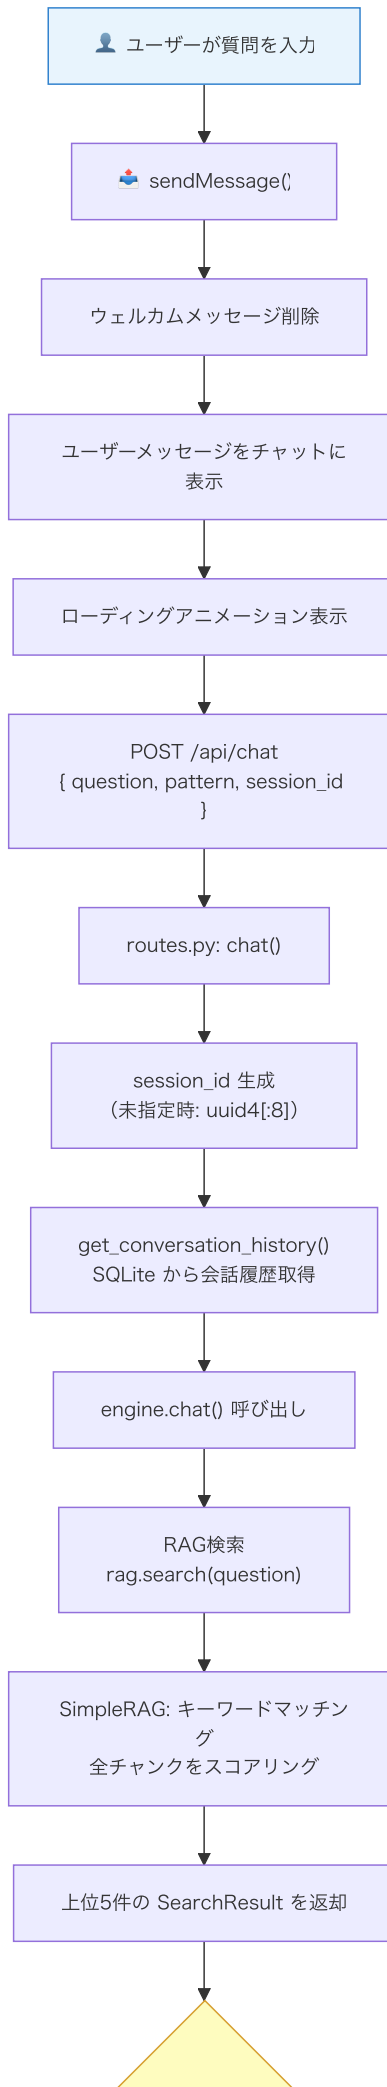 ユーザーが質問を入力
sendMessage()
ウェルカムメッセージ削除
ユーザーメッセージをチャットに
表示
ローディングアニメーション表示
POST /api/chat
{ question, pattern, session_id
}
routes.py: chat()
session_id 生成
（未指定時: uuid4[:8]）
get_conversation_history()
SQLite から会話履歴取得
engine.chat() 呼び出し
RAG検索
rag.search(question)
SimpleRAG: キーワードマッチン
グ
全チャンクをスコアリング
上位5件の SearchResult を返却